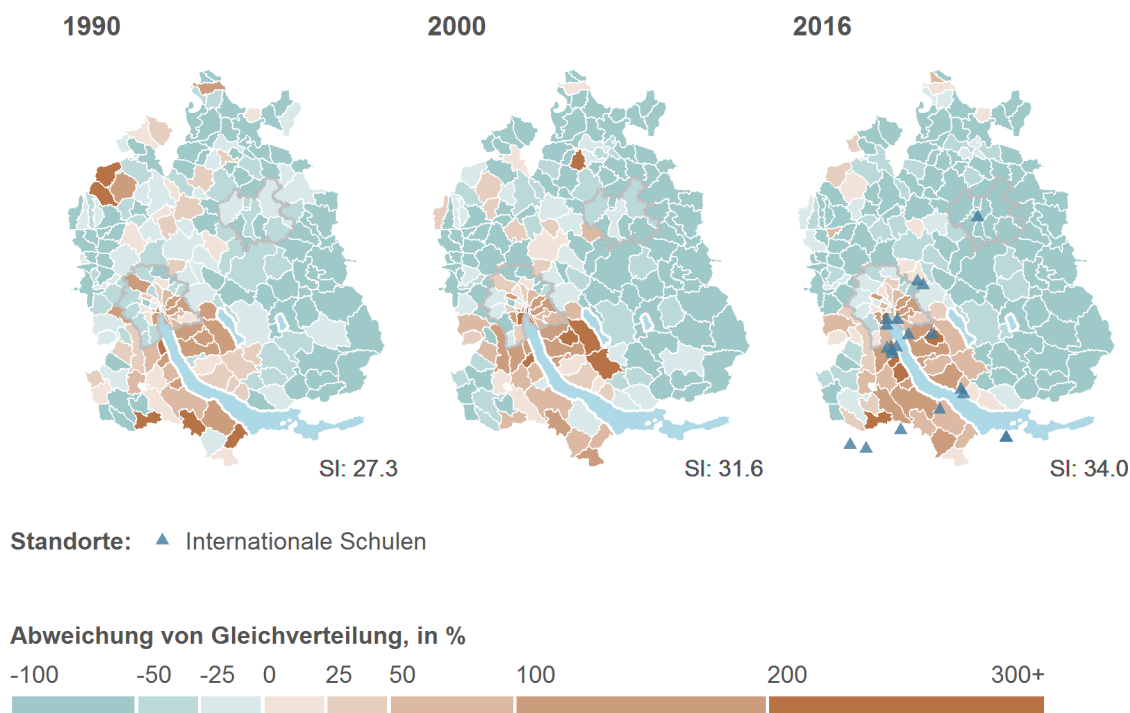 1990 2000 2016
SI: 27.3 SI: 31.6 SI: 34.0
Standorte: Internationale Schulen
Abweichung von Gleichverteilung, in %
-100 -50 -25 0 25 50 100 200 300+